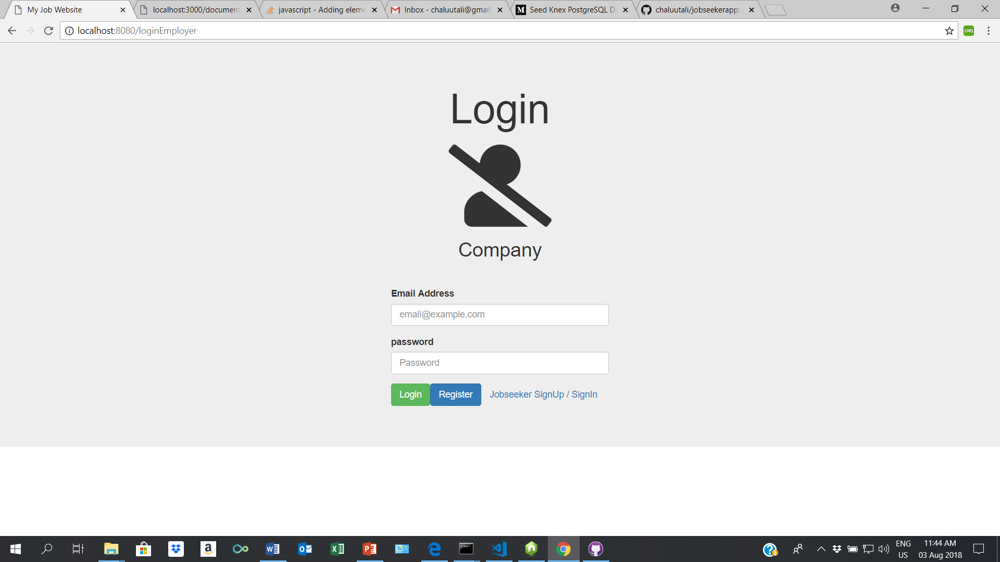 My Job Website
localhost:3000/document
javascript - Adding eleme
Inbox - chaluutali@gmail
M Seed Knex PostgreSQL Da
chaluutali/jobseekerapp:
localhost:8080/loginEmployer
CORS
Login
Company
Email Address
email@example.com
password
Password
Login Register Jobseeker SignUp / SignIn
ENG
US
11:44 AM
03 Aug 2018